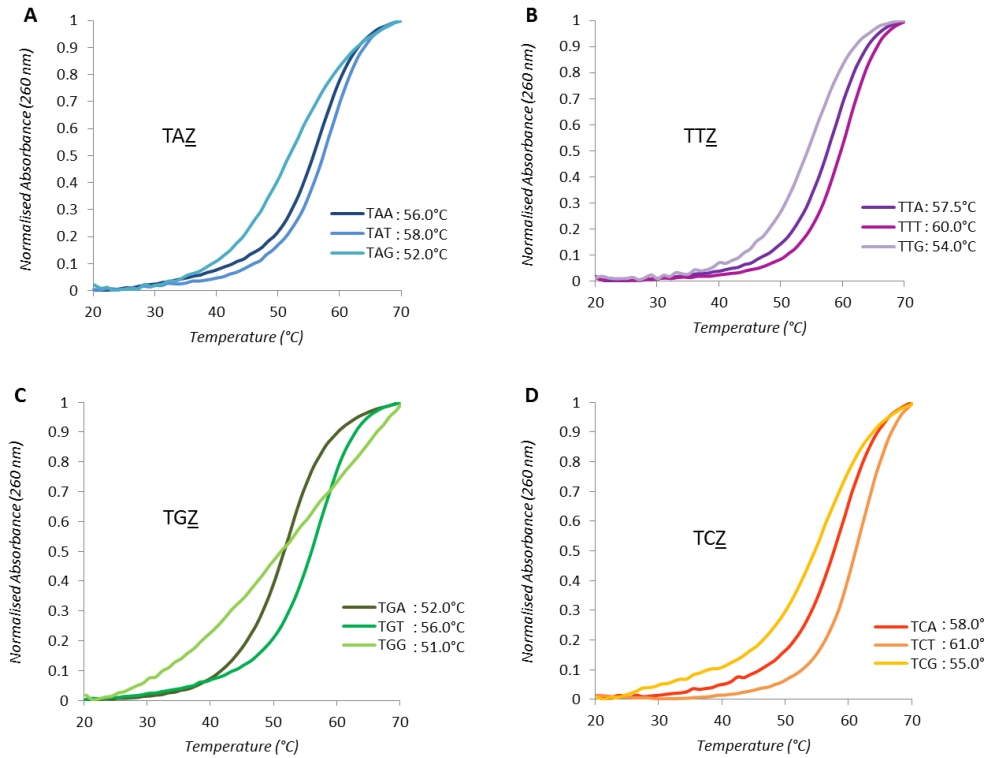 A
Normalised Absorbance (260 nm)
1
0.9
0.8
0.7
0.6
0.5
0.4
0.3
0.2
0.1
0
TAZ
TAA : 56.0°C
TAT : 58.0°C
TAG : 52.0°C
20 30 40 50 60 70
Temperature (°C)
B
Normalised Absorbance (260 nm)
1
0.9
0.8
0.7
0.6
0.5
0.4
0.3
0.2
0.1
0
TTZ
TTA : 57.5°C
TTT : 60.0°C
TTG : 54.0°C
20 30 40 50 60 70
Temperature (°C)
C
Normalised Absorbance (260 nm)
1
0.9
0.8
0.7
0.6
0.5
0.4
0.3
0.2
0.1
0
TGZ
TGA : 52.0°C
TGT : 56.0°C
TGG : 51.0°C
20 30 40 50 60 70
Temperature (°C)
D
Normalised Absorbance (260 nm)
1
0.9
0.8
0.7
0.6
0.5
0.4
0.3
0.2
0.1
0
TCZ
TCA : 58.0°
TCT : 61.0°
TCG : 55.0°
20 30 40 50 60 70
Temperature (°C)